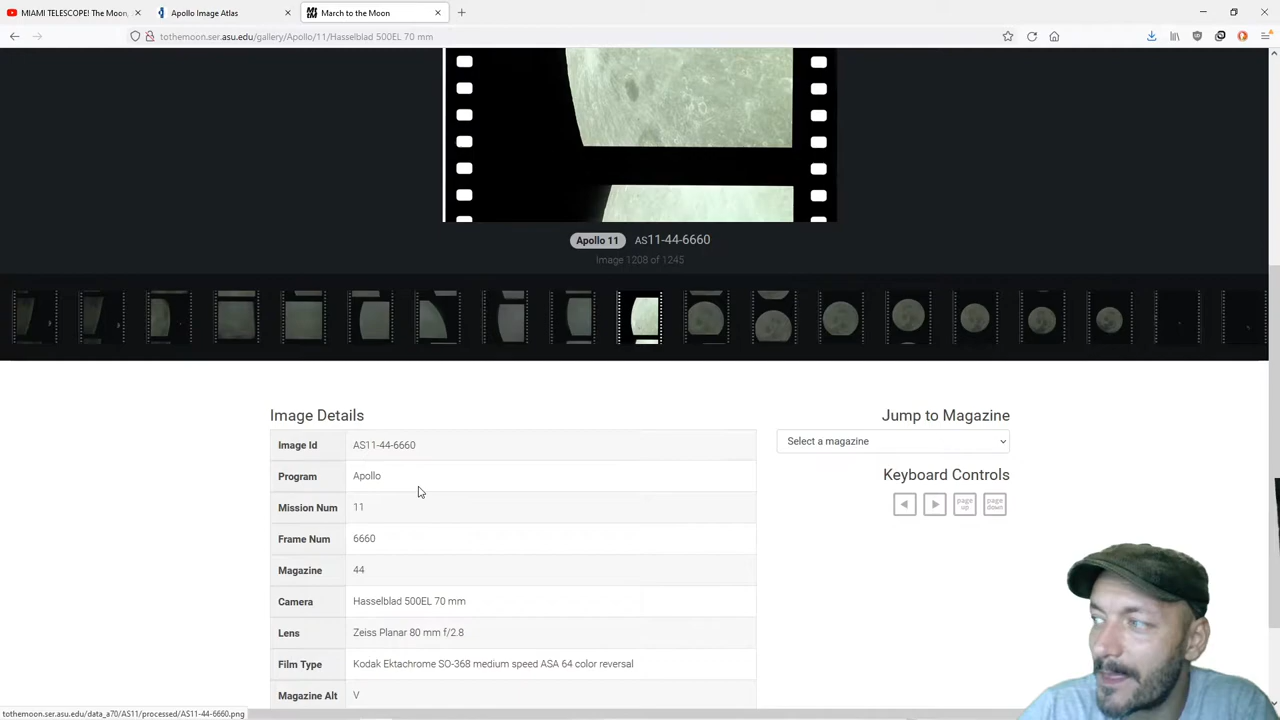 MIAMI TELESCOPE! The Moon,
Apollo Image Atlas
March to the Moon
tothemoon.ser.asu.edu/gallery/Apollo/11/Hasselblad 500EL 70 mm
Apollo 11 AS11-44-6660
Image 1208 of 1245
Image Details
Image Id AS11-44-6660
Program Apollo
Mission Num 11
Frame Num 6660
Magazine 44
Camera Hasselblad 500EL 70 mm
Lens Zeiss Planar 80 mm f/2.8
Film Type Kodak Ektachrome SO-368 medium speed ASA 64 color reversal
Magazine Alt V
Jump to Magazine
Select a magazine
Keyboard Controls
page up
page down
tothemoon.ser.asu.edu/data_a70/AS11/processed/AS11-44-6660.png